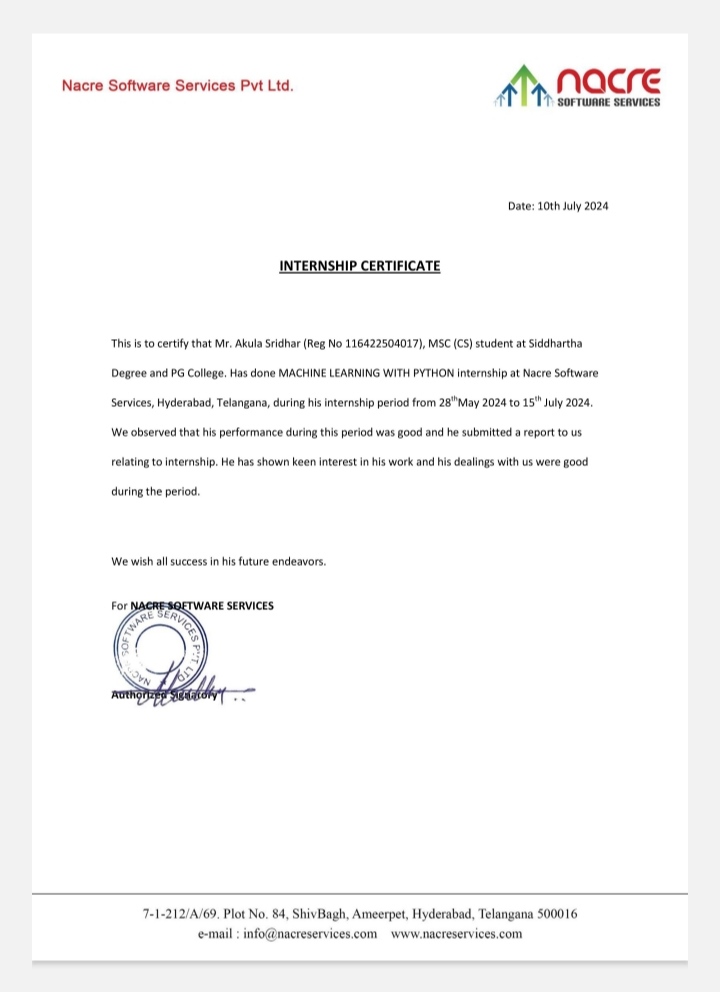 Nacre Software Services Pvt Ltd.
nacre
SOFTWARE SERVICES
Date: 10th July 2024
INTERNSHIP CERTIFICATE
This is to certify that Mr. Akula Sridhar (Reg No 116422504017), MSC (CS) student at Siddhartha
Degree and PG College. Has done MACHINE LEARNING WITH PYTHON internship at Nacre Software
Services, Hyderabad, Telangana, during his internship period from 28thMay 2024 to 15th July 2024.
We observed that his performance during this period was good and he submitted a report to us
relating to internship. He has shown keen interest in his work and his dealings with us were good
during the period.
We wish all success in his future endeavors.
For NACRE SOFTWARE SERVICES
NACRE SOFTWARE SERVICES PVT. LTD
Authorized Signatory
7-1-212/A/69. Plot No. 84, ShivBagh, Ameerpet, Hyderabad, Telangana 500016
e-mail : info@nacreservices.com www.nacreservices.com